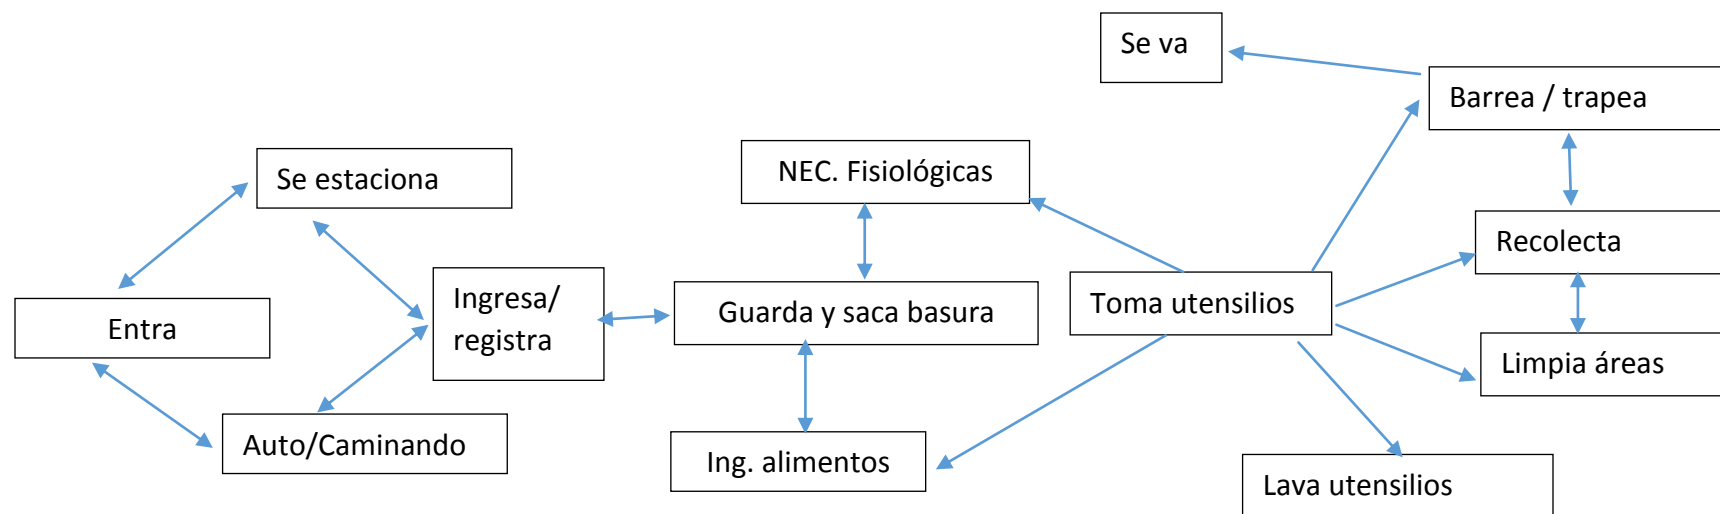 Se va
Barrea / trapea
NEC. Fisiológicas
Se estaciona
Recolecta
Ingresa/
registra
Guarda y saca basura
Toma utensilios
Entra
Limpia áreas
Auto/Caminando
Ing. alimentos
Lava utensilios